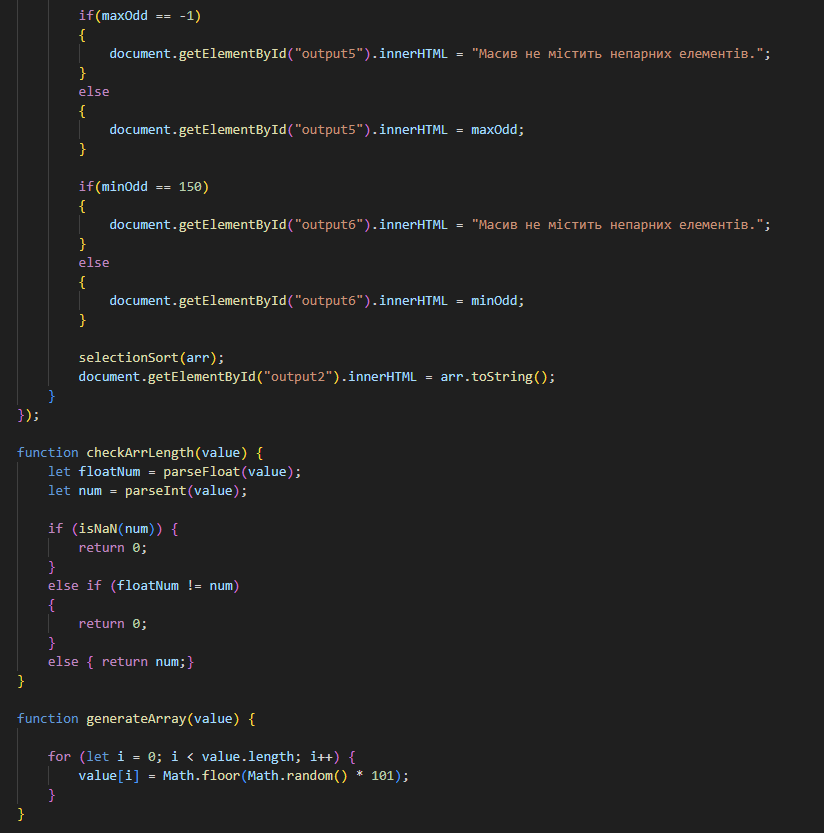 if(maxOdd == -1)
{
document.getElementById("output5").innerHTML = "Масив не містить непарних елементів.";
}
else
{
document.getElementById("output5").innerHTML = maxOdd;
}
if(minOdd == 150)
{
document.getElementById("output6").innerHTML = "Масив не містить непарних елементів.";
}
else
{
document.getElementById("output6").innerHTML = minOdd;
}
selectionSort(arr);
document.getElementById("output2").innerHTML = arr.toString();
}
});
function checkArrLength(value) {
let floatNum = parseFloat(value);
let num = parseInt(value);
if (isNaN(num)) {
return 0;
}
else if (floatNum != num)
{
return 0;
}
else { return num;}
}
function generateArray(value) {
for (let i = 0; i < value.length; i++) {
value[i] = Math.floor(Math.random() * 101);
}
}